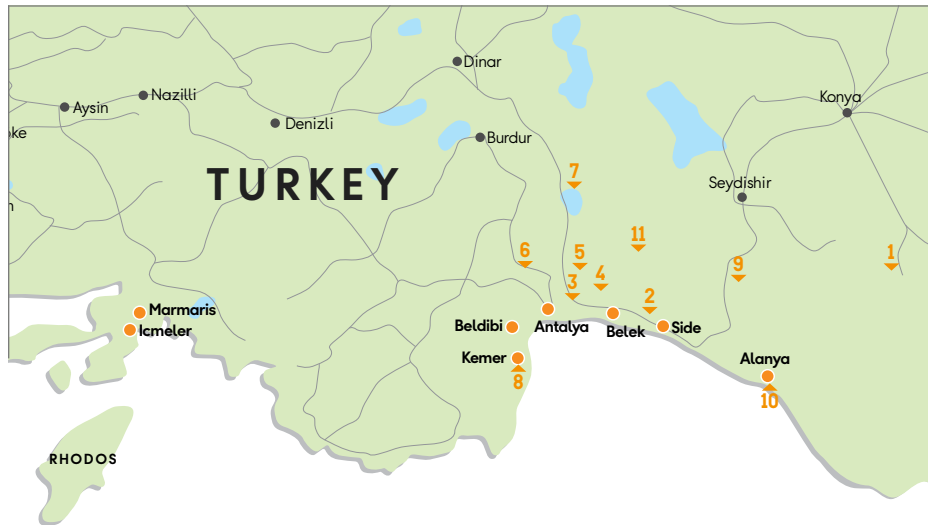 Dinar
Nazilli
Aysin
Konya
Denizli
oke
Burdur
TURKEY
7
Seydishir
n
11
6
5
1
9
4
3
2
Marmaris
Icmeler
Beldibi
Antalya
Belek
Side
Kemer
Alanya
8
10
RHODOS